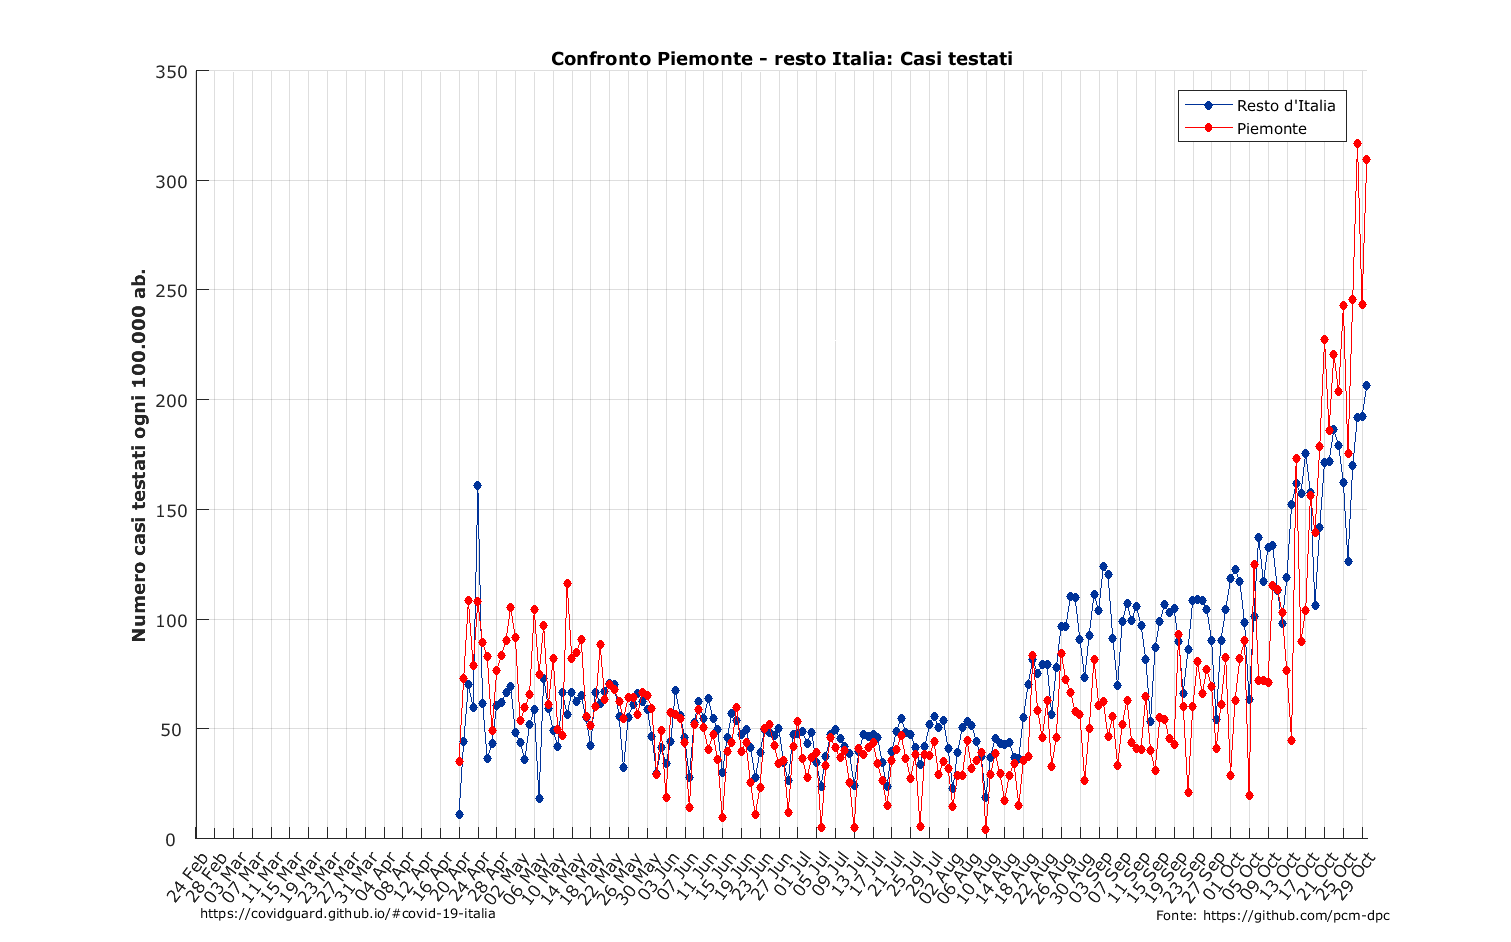 Confronto Piemonte - resto Italia: Casi testati
Resto d'Italia
Piemonte
Numero casi testati ogni 100.000 ab.
350
300
250
200
150
100
50
0
24 Feb
28 Feb
03 Mar
07 Mar
11 Mar
15 Mar
19 Mar
23 Mar
27 Mar
31 Mar
04 Apr
08 Apr
12 Apr
16 Apr
20 Apr
24 Apr
28 Apr
02 May
06 May
10 May
14 May
18 May
22 May
26 May
30 May
03 Jun
07 Jun
11 Jun
15 Jun
19 Jun
23 Jun
27 Jun
01 Jul
05 Jul
09 Jul
13 Jul
17 Jul
21 Jul
25 Jul
29 Jul
02 Aug
06 Aug
10 Aug
14 Aug
18 Aug
22 Aug
26 Aug
30 Aug
03 Sep
07 Sep
11 Sep
15 Sep
19 Sep
23 Sep
27 Sep
01 Oct
05 Oct
09 Oct
13 Oct
17 Oct
21 Oct
25 Oct
29 Oct
https://covidguard.github.io/#covid-19-italia
Fonte: https://github.com/pcm-dpc